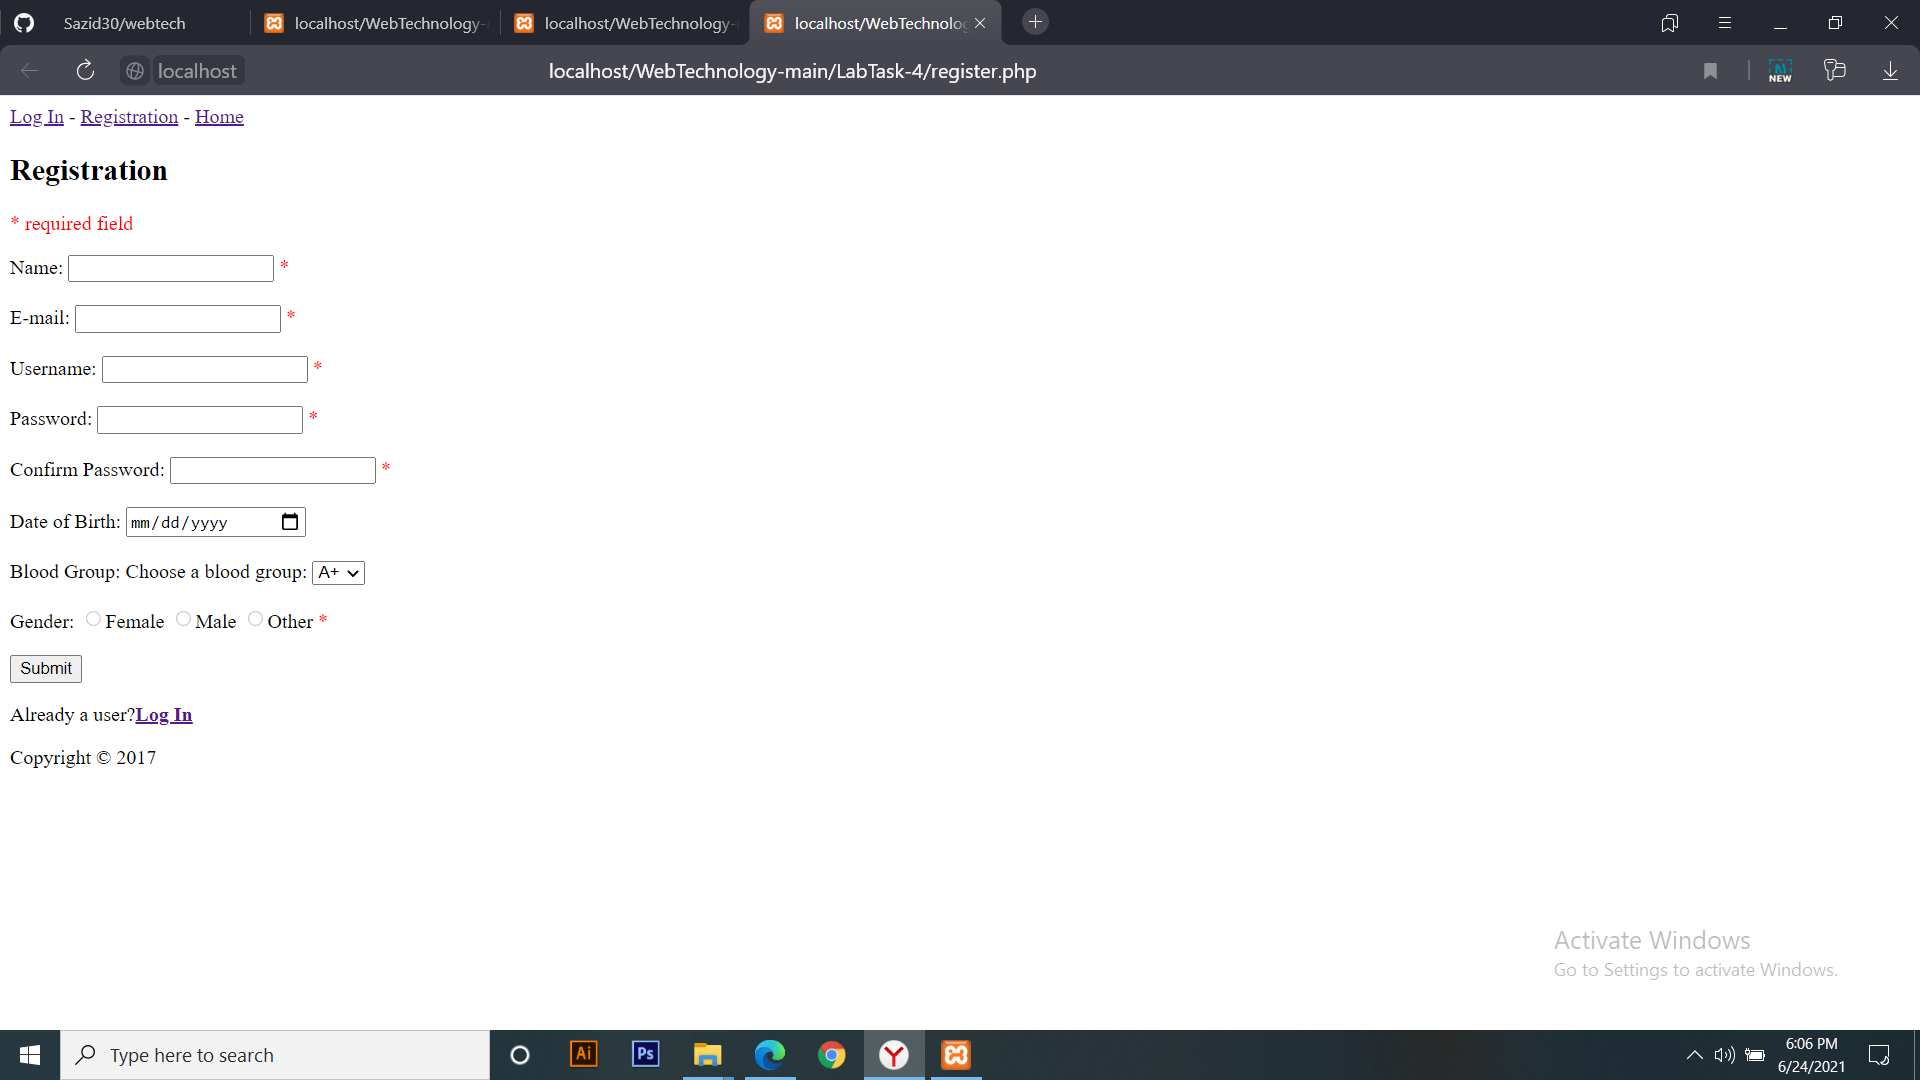 Sazid30/webtech
localhost/WebTechnology-
localhost/WebTechnology-
localhost/WebTechnolog
localhost
localhost/WebTechnology-main/LabTask-4/register.php
NEW
Log In - Registration - Home
Registration
* required field
Name: *
E-mail: *
Username: *
Password: *
Confirm Password: *
Date of Birth: mm/dd/yyyy
Blood Group: Choose a blood group: A+
Gender: Female Male Other *
Submit
Already a user?Log In
Copyright © 2017
Activate Windows
Go to Settings to activate Windows.
Type here to search
Ai
Ps
6:06 PM
6/24/2021